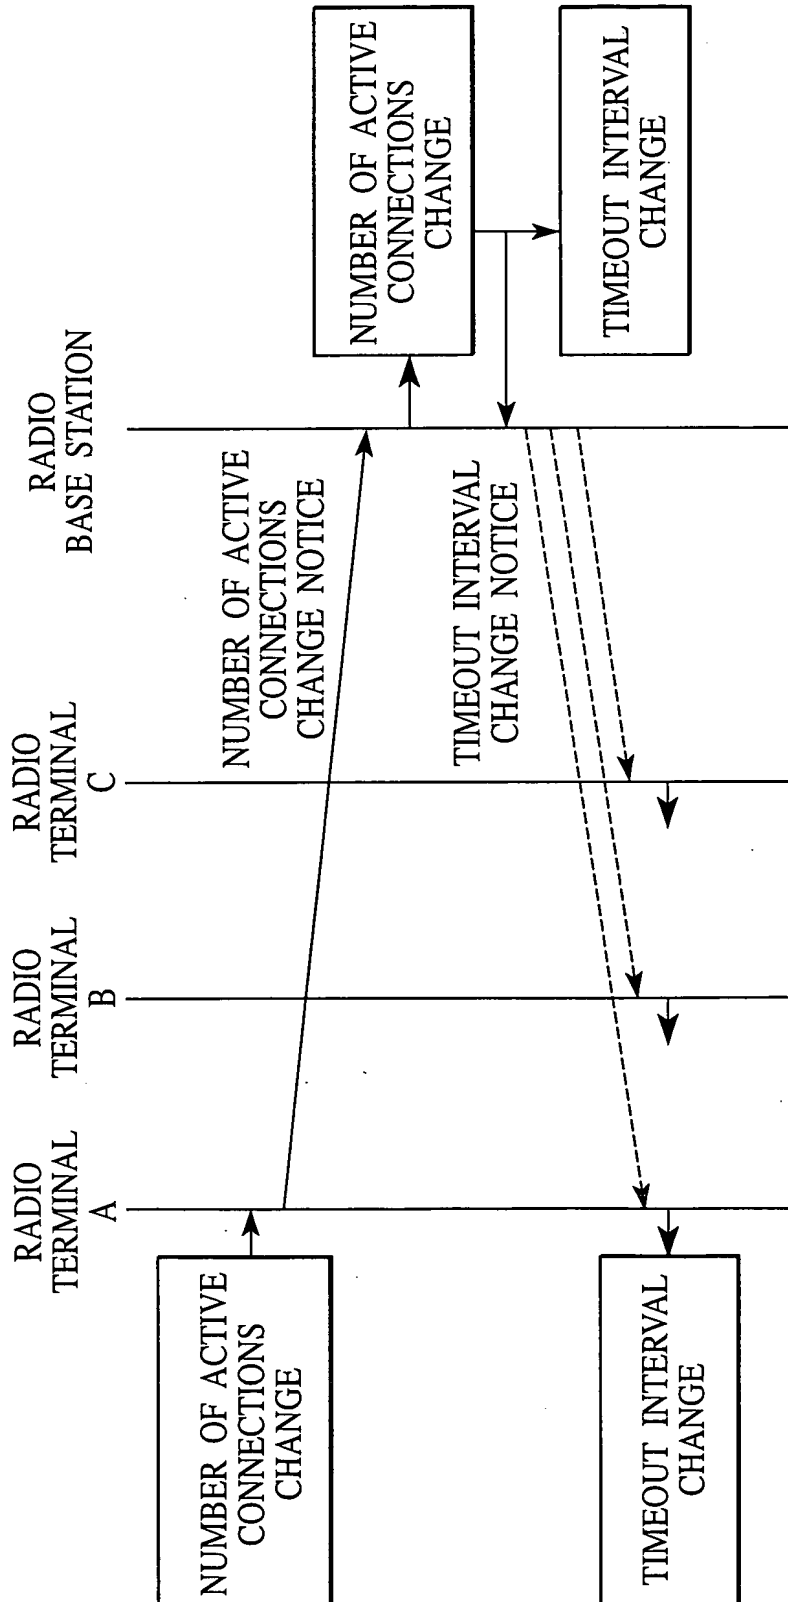 RADIO
TERMINAL
A
RADIO
TERMINAL
B
RADIO
TERMINAL
C
RADIO
BASE STATION
NUMBER OF ACTIVE
CONNECTIONS
CHANGE
NUMBER OF ACTIVE
CONNECTIONS
CHANGE NOTICE
NUMBER OF ACTIVE
CONNECTIONS
CHANGE
TIMEOUT INTERVAL
CHANGE NOTICE
TIMEOUT INTERVAL
CHANGE
TIMEOUT INTERVAL
CHANGE